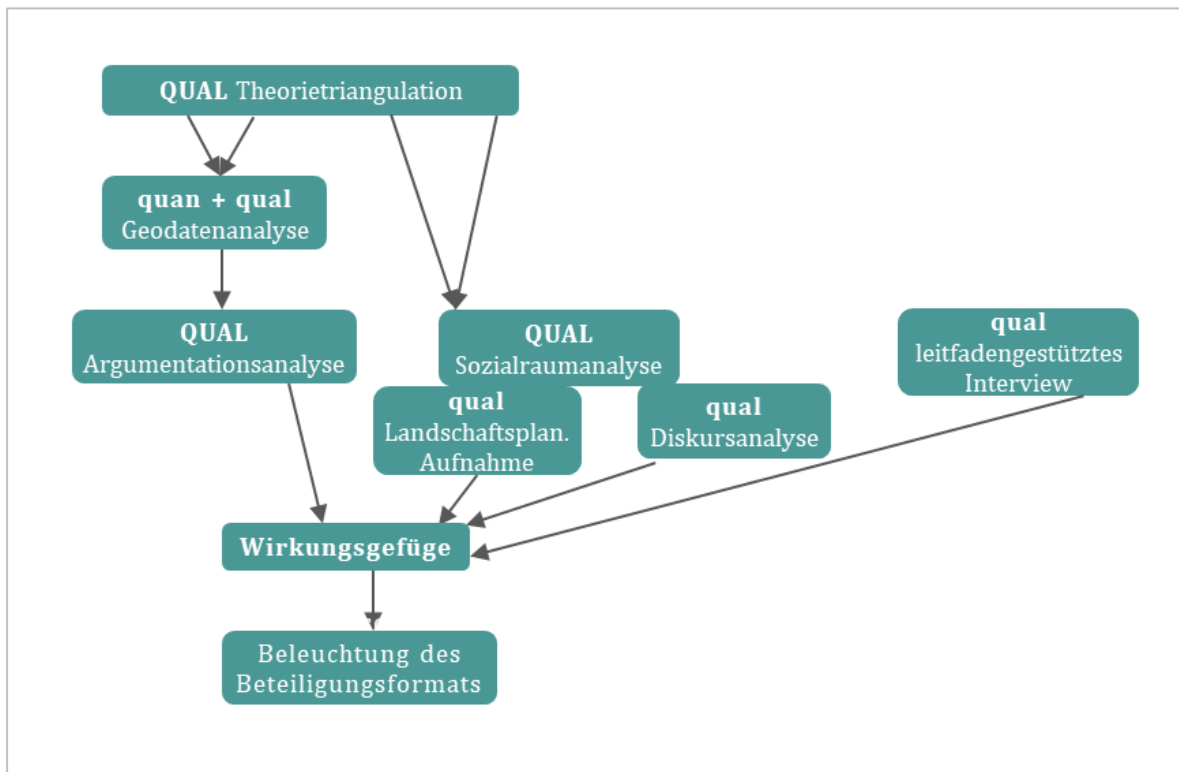 QUAL Theorietriangulation
quan + qual
Geodatenanalyse
QUAL
Argumentationsanalyse
QUAL
Sozialraumanalyse
qual
leitfadengestütztes
Interview
qual
Landschaftsplan.
Aufnahme
qual
Diskursanalyse
Wirkungsgefüge
Beleuchtung des
Beteiligungsformats